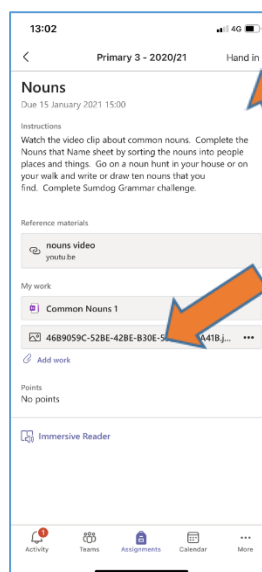 13:02
4G
Primary 3 - 2020/21 Hand in
Nouns
Due 15 January 2021 15:00
Instructions
Watch the video clip about common nouns. Complete the
Nouns that Name sheet by sorting the nouns into people
places and things. Go on a noun hunt in your house or on
your walk and write or draw ten nouns that you
find. Complete Sumdog Grammar challenge.
Reference materials
nouns video
youtu.be
My work
Common Nouns 1
46B9059C-52BE-42BE-B30E-5 A41B.j...
Add work
Points
No points
Immersive Reader
1
Activity Teams Assignments Calendar More